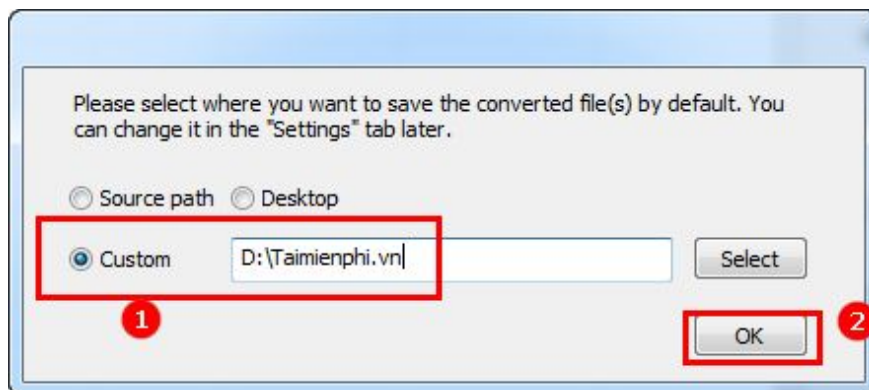 Please select where you want to save the converted file(s) by default. You
can change it in the "Settings" tab later.
Source path Desktop
Custom D:\Taimienphi.vn Select
1
OK 2